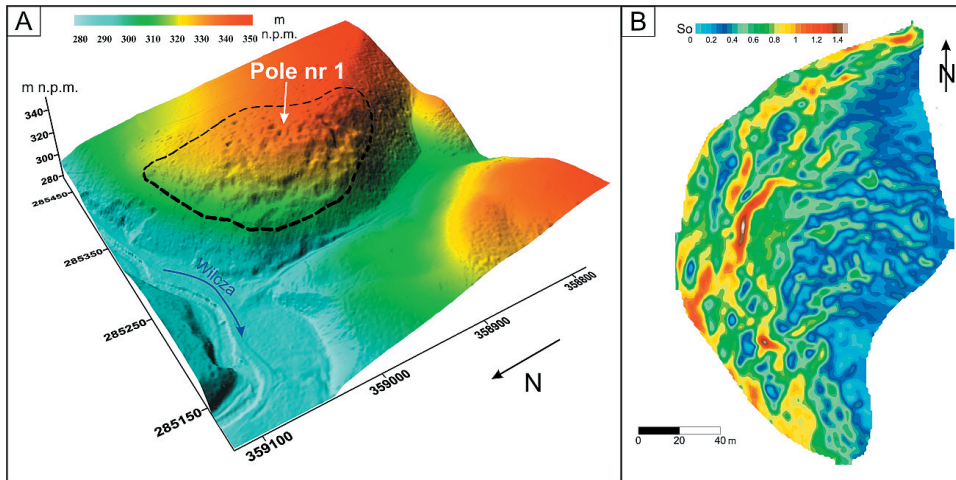 A
280 290 300 310 320 330 340 350
m
n.p.m.
Pole nr 1
m n.p.m.
340
320
300
280
285450
285350
285250
285150
Wilcza
359100
359000
358900
358800
N
B
So
0 0.2 0.4 0.6 0.8 1 1.2 1.4
N
0 20 40 m